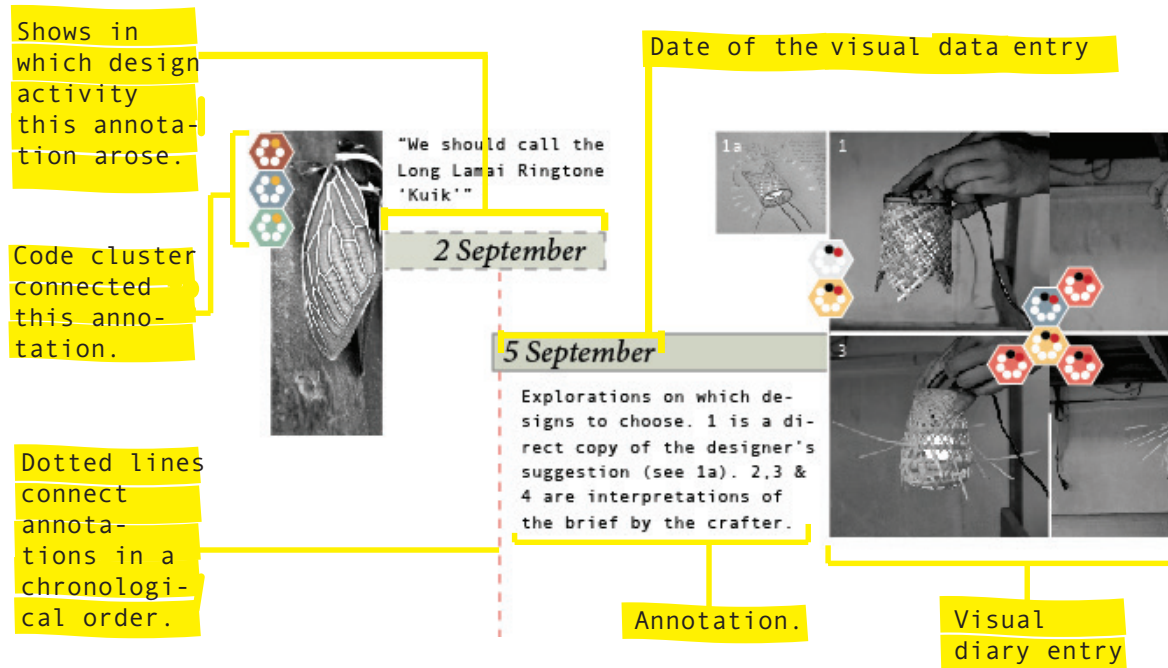 Shows in
which design
activity
this annota-
tion arose.
Code cluster
connected
this anno-
tation.
Dotted lines
connect
annota-
tions in a
chronologi-
cal order.
“We should call the
Long Lamai Ringtone
‘Kuik’”
2 September
Date of the visual data entry
5 September
Explorations on which de-
signs to choose. 1 is a di-
rect copy of the designer’s
suggestion (see 1a). 2,3 &
4 are interpretations of
the brief by the crafter.
Annotation.
1a
1
3
Visual
diary entry